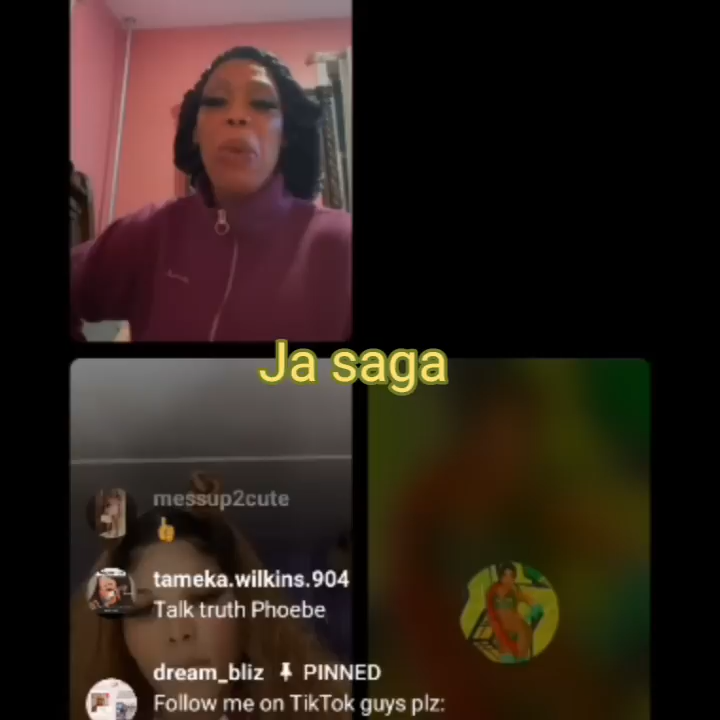 Ja saga
messup2cute
👍
tameka.wilkins.904
Talk truth Phoebe
dream_bliz 📌 PINNED
Follow me on TikTok guys plz: